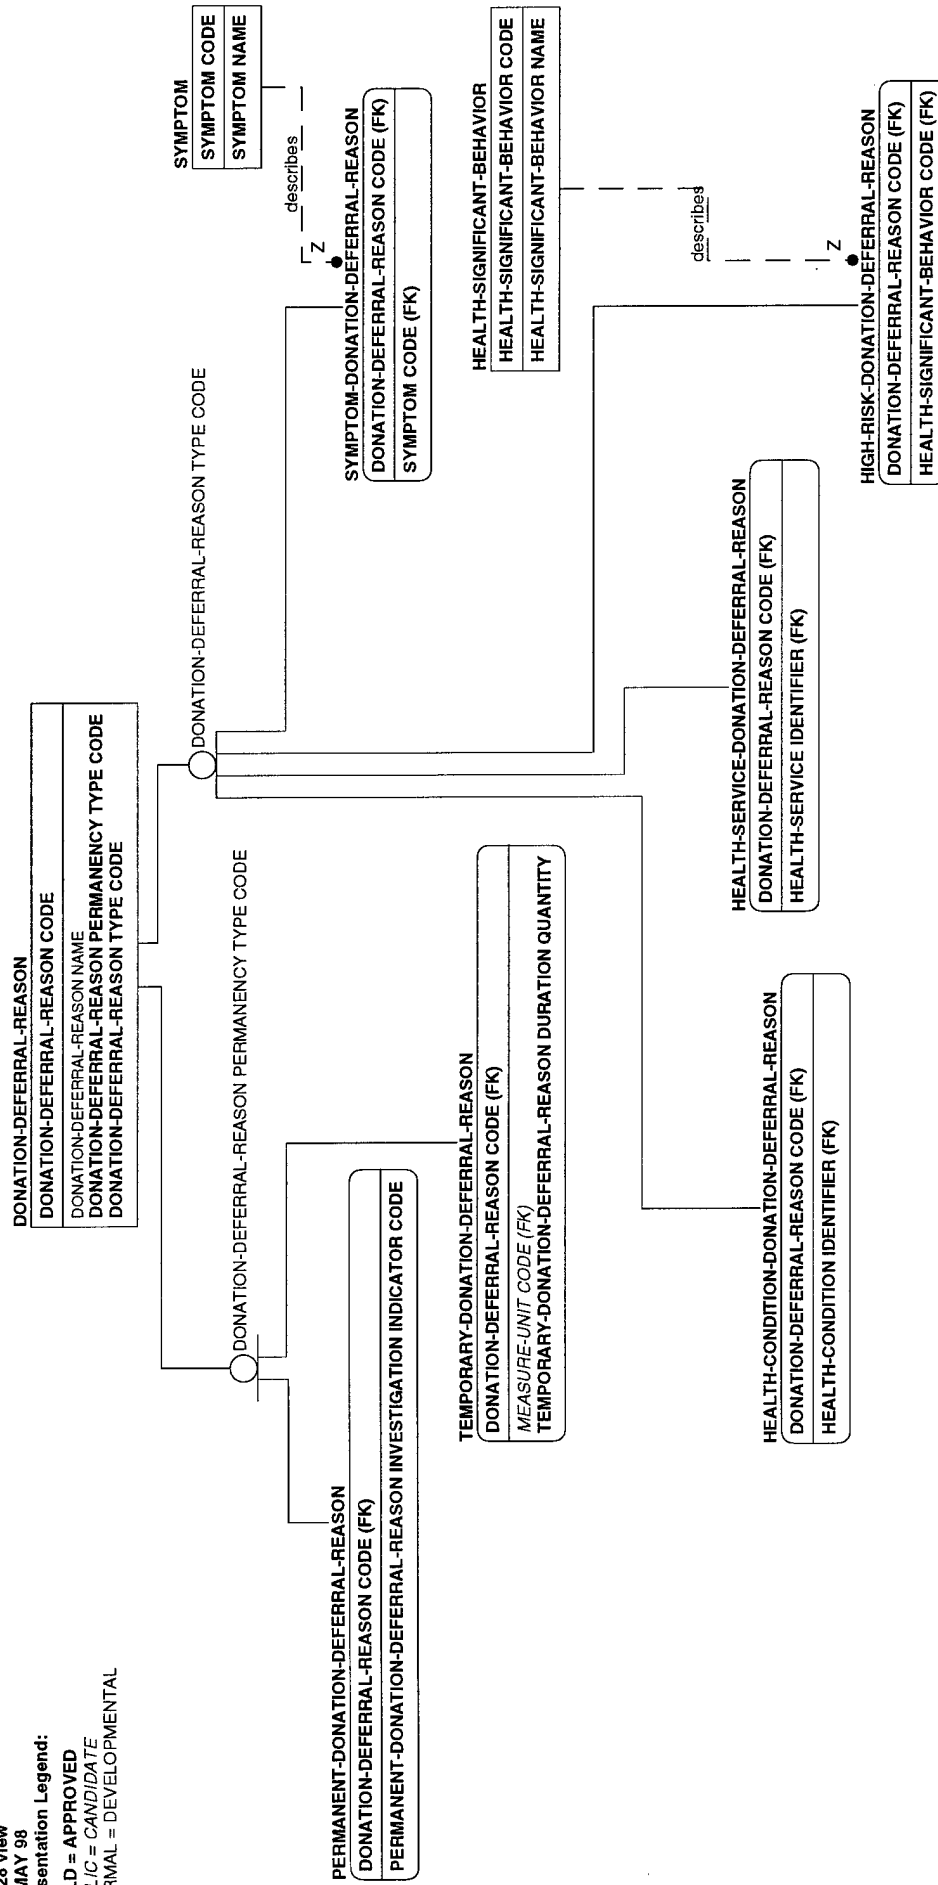 28 View
MAY 98
sentation Legend:
LD = APPROVED
LIC = CANDIDATE
RMAL = DEVELOPMENTAL
DONATION-DEFERRAL-REASON
DONATION-DEFERRAL-REASON CODE
DONATION-DEFERRAL-REASON NAME
DONATION-DEFERRAL-REASON PERMANENCY TYPE CODE
DONATION-DEFERRAL-REASON TYPE CODE
DONATION-DEFERRAL-REASON PERMANENCY TYPE CODE
DONATION-DEFERRAL-REASON TYPE CODE
SYMPTOM
SYMPTOM CODE
SYMPTOM NAME
describes
Z
PERMANENT-DONATION-DEFERRAL-REASON
DONATION-DEFERRAL-REASON CODE (FK)
PERMANENT-DONATION-DEFERRAL-REASON INVESTIGATION INDICATOR CODE
SYMPTOM-DONATION-DEFERRAL-REASON
DONATION-DEFERRAL-REASON CODE (FK)
SYMPTOM CODE (FK)
TEMPORARY-DONATION-DEFERRAL-REASON
DONATION-DEFERRAL-REASON CODE (FK)
MEASURE-UNIT CODE (FK)
TEMPORARY-DONATION-DEFERRAL-REASON DURATION QUANTITY
HEALTH-SIGNIFICANT-BEHAVIOR
HEALTH-SIGNIFICANT-BEHAVIOR CODE
HEALTH-SIGNIFICANT-BEHAVIOR NAME
describes
Z
HEALTH-CONDITION-DONATION-DEFERRAL-REASON
DONATION-DEFERRAL-REASON CODE (FK)
HEALTH-CONDITION IDENTIFIER (FK)
HEALTH-SERVICE-DONATION-DEFERRAL-REASON
DONATION-DEFERRAL-REASON CODE (FK)
HEALTH-SERVICE IDENTIFIER (FK)
HIGH-RISK-DONATION-DEFERRAL-REASON
DONATION-DEFERRAL-REASON CODE (FK)
HEALTH-SIGNIFICANT-BEHAVIOR CODE (FK)